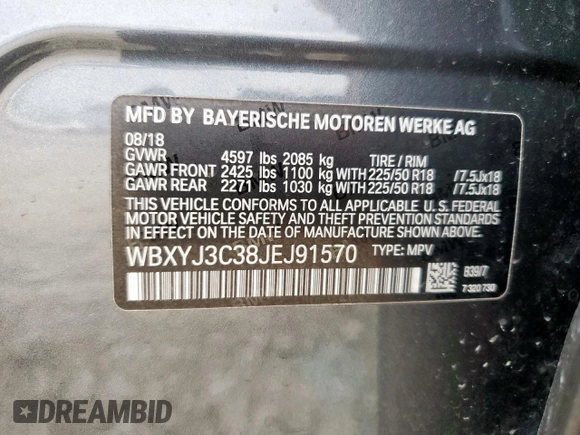 MFD BY BAYERISCHE MOTOREN WERKE AG
08/18
GVWR 4597 lbs 2085 kg TIRE / RIM
GAWR FRONT 2425 lbs 1100 kg WITH 225/50 R18 /7.5Jx18
GAWR REAR 2271 lbs 1030 kg WITH 225/50 R18 /7.5Jx18
THIS VEHICLE CONFORMS TO ALL APPLICABLE U. S. FEDERAL
MOTOR VEHICLE SAFETY AND THEFT PREVENTION STANDARDS
IN EFFECT ON THE DATE OF MANUFACTURE SHOWN ABOVE.
WBXYJ3C38JEJ91570 TYPE: MPV
B39/7
7 320 730
DREAMBID